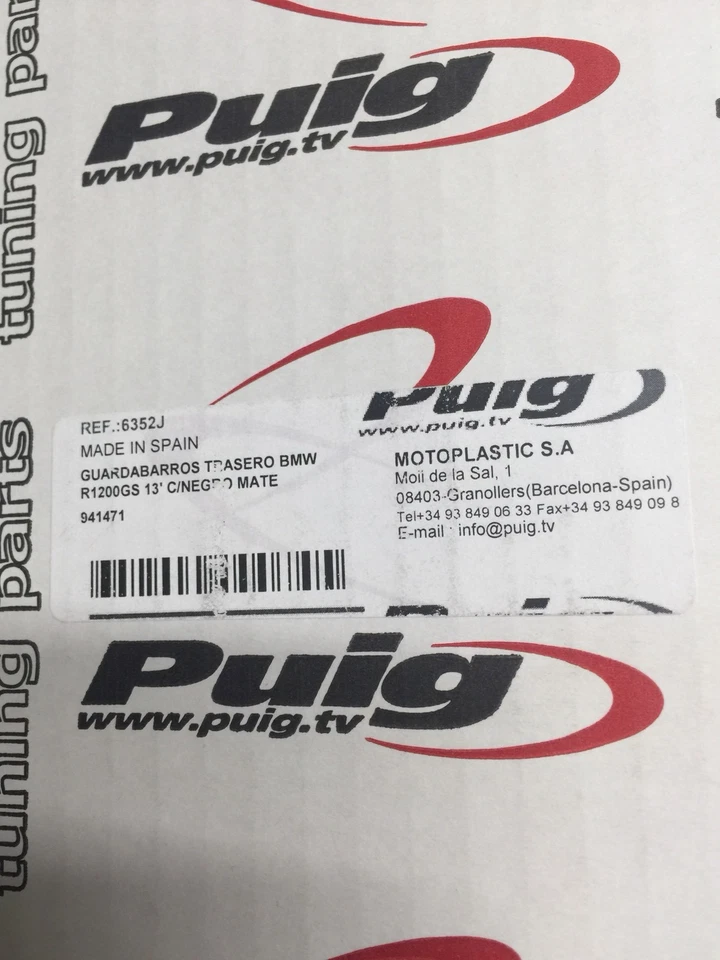 tuning par
Puig
www.puig.tv
REF.:6352J
MADE IN SPAIN
GUARDABARROS TRASERO BMW
R1200GS 13' C/NEGRO MATE
941471
Puig
www.puig.tv
MOTOPLASTIC S.A
Moii de la Sal, 1
08403-Granollers(Barcelona-Spain)
Tel+34 93 849 06 33 Fax+34 93 849 09 8
E-mail : info@puig.tv
tuning parts
Puig
www.puig.tv